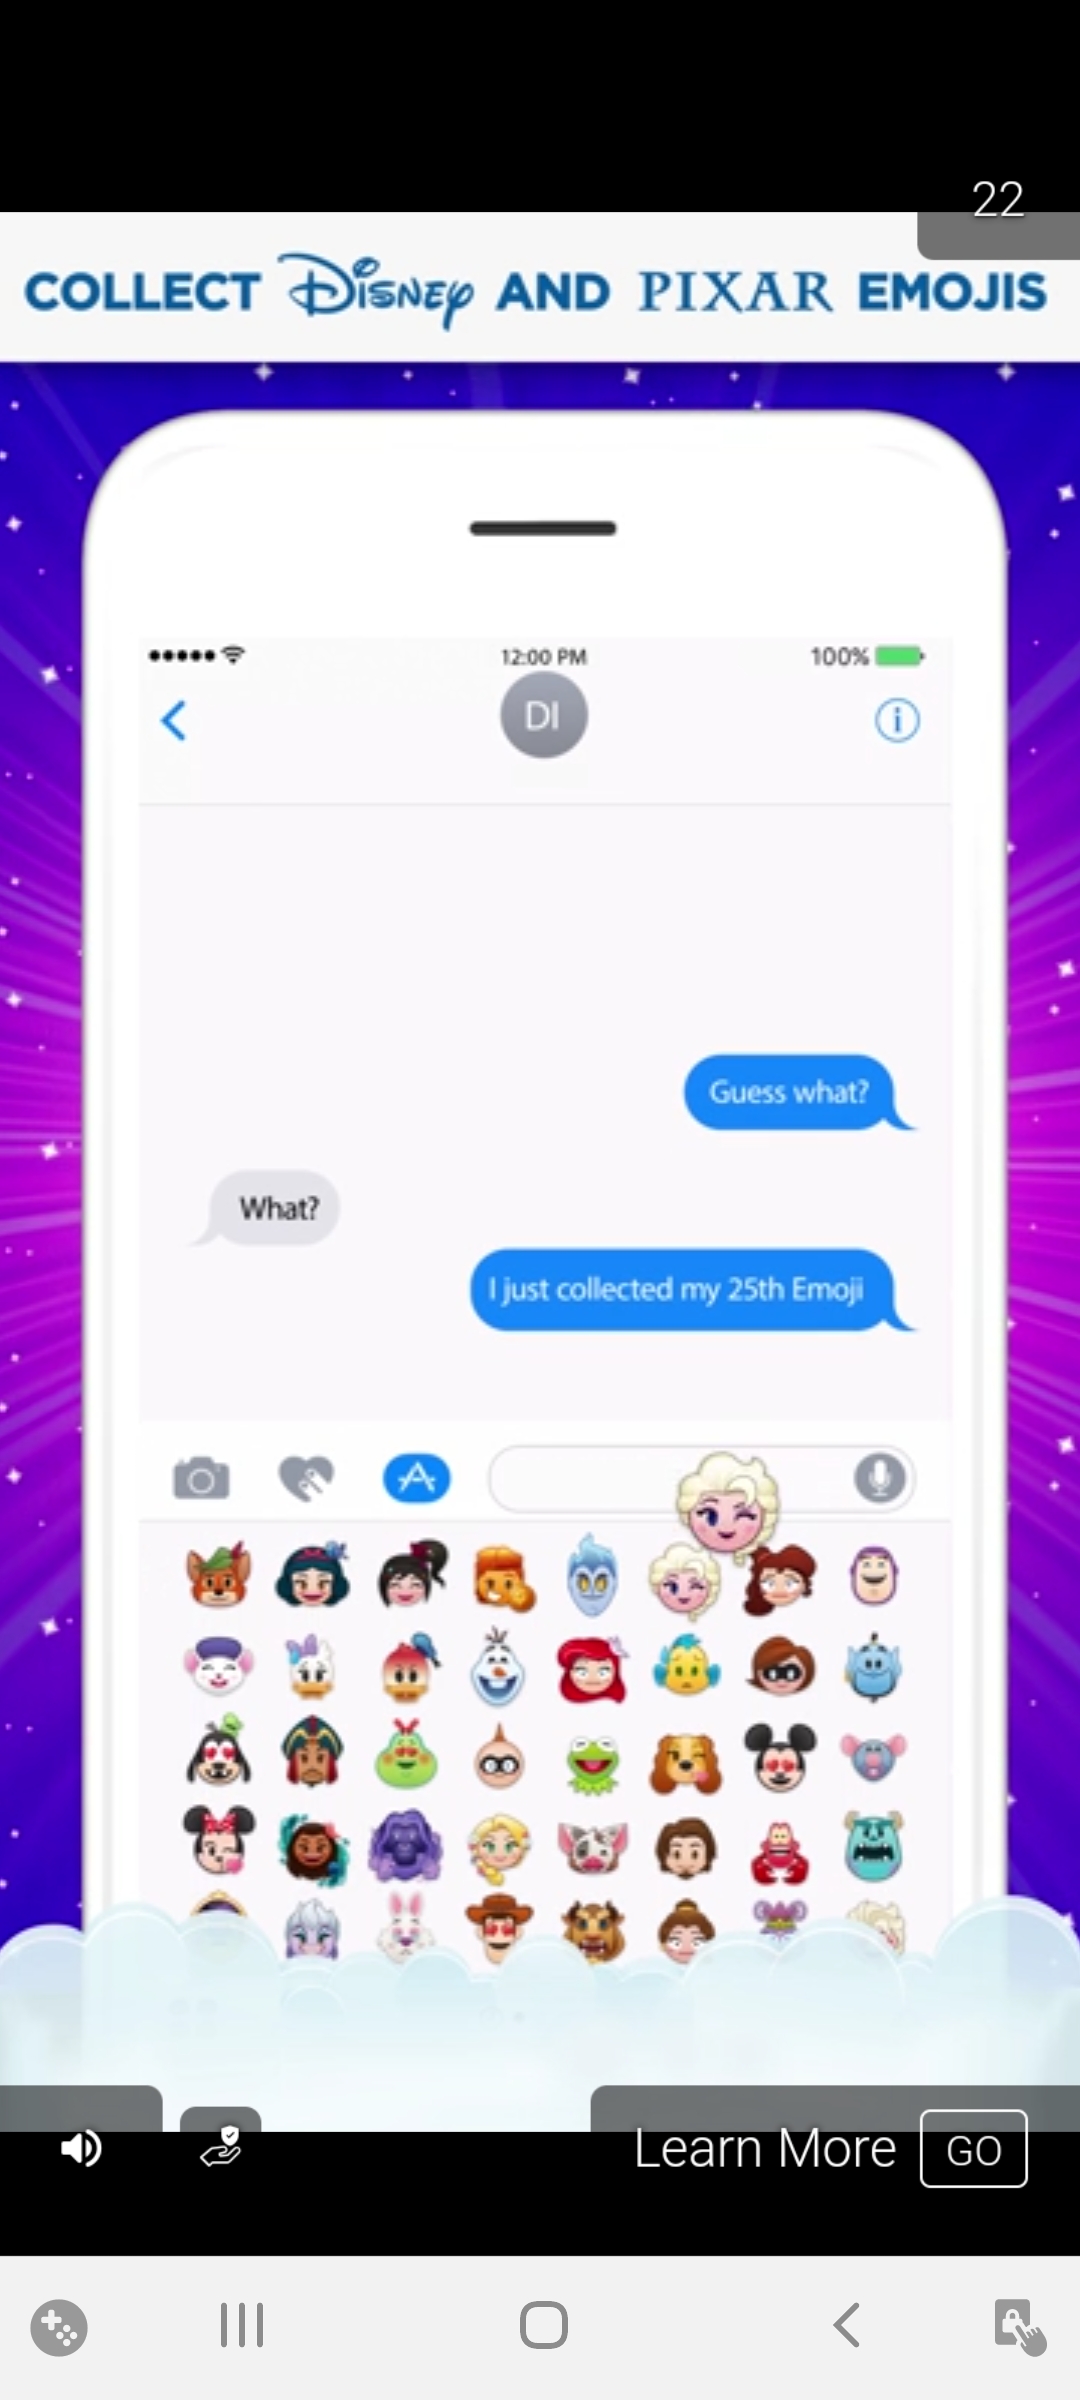 22
COLLECT Disney AND PIXAR EMOJIS
12:00 PM
100%
DI
Guess what?
What?
I just collected my 25th Emoji
Learn More
GO